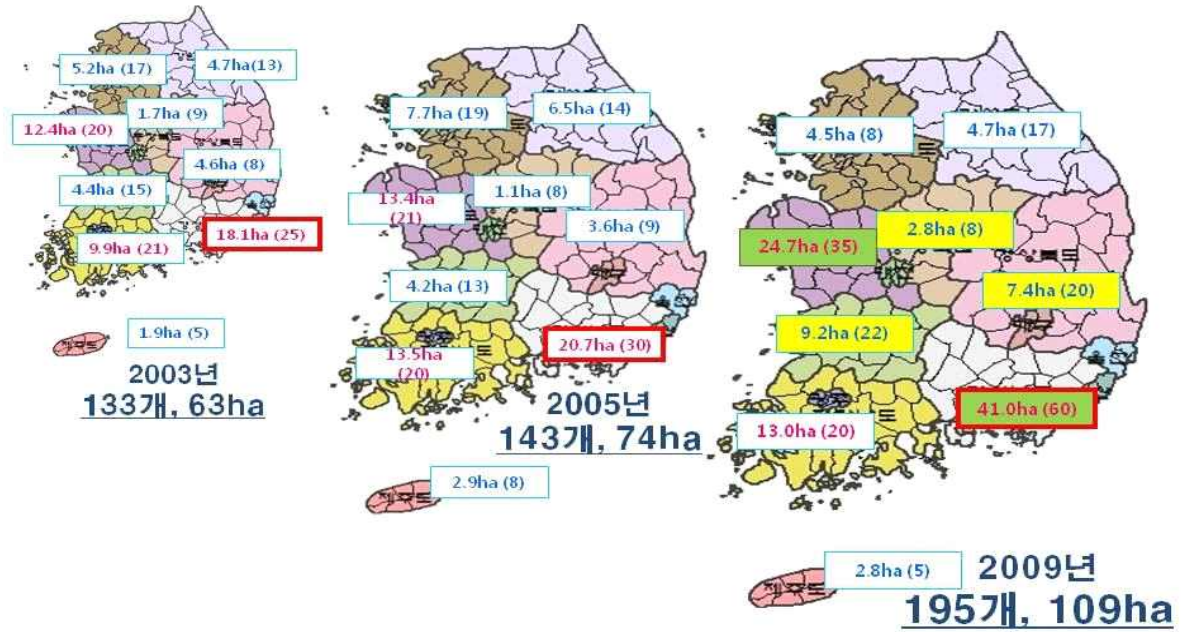 5.2ha (17)
4.7ha(13)
1.7ha (9)
12.4ha (20)
4.6ha (8)
4.4ha (15)
18.1ha (25)
9.9ha (21)
1.9ha (5)
2003년
133개, 63ha
7.7ha (19)
6.5ha (14)
1.1ha (8)
13.4ha
(21)
3.6ha (9)
4.2ha (13)
20.7ha (30)
13.5ha
(20)
도
2005년
143개, 74ha
2.9ha (8)
4.5ha (8)
4.7ha (17)
2.8ha (8)
24.7ha (35)
7.4ha (20)
9.2ha (22)
41.0ha (60)
13.0ha (20)
도
2.8ha (5)
2009년
195개, 109ha